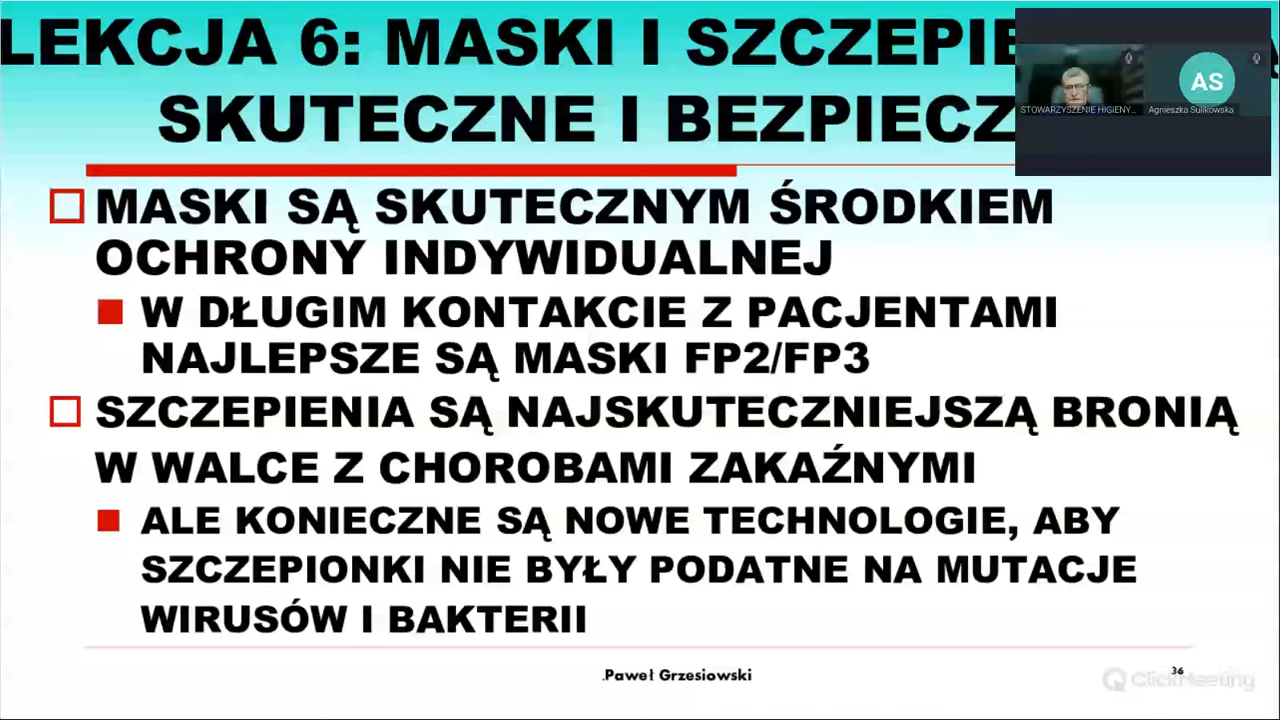 LEKCJA 6: MASKI I
SKUTECZNE I
AS
STOWARZYSZENIE HIGIENY...
Agnieszka Sulikowska
MASKI SĄ SKUTECZNYM ŚRODKIEM
OCHRONY INDYWIDUALNEJ
W DŁUGIM KONTAKCIE Z PACJENTAMI
NAJLEPSZE SĄ MASKI FP2/FP3
SZCZEPIENIA SĄ NAJSKUTECZNIEJSZĄ BRONIĄ
W WALCE Z CHOROBAMI ZAKAŹNYMI
ALE KONIECZNE SĄ NOWE TECHNOLOGIE, ABY
SZCZEPIONKI NIE BYŁY PODATNE NA MUTACJE
WIRUSÓW I BAKTERII
.Paweł Grzesiowski
36
ClickMeeting